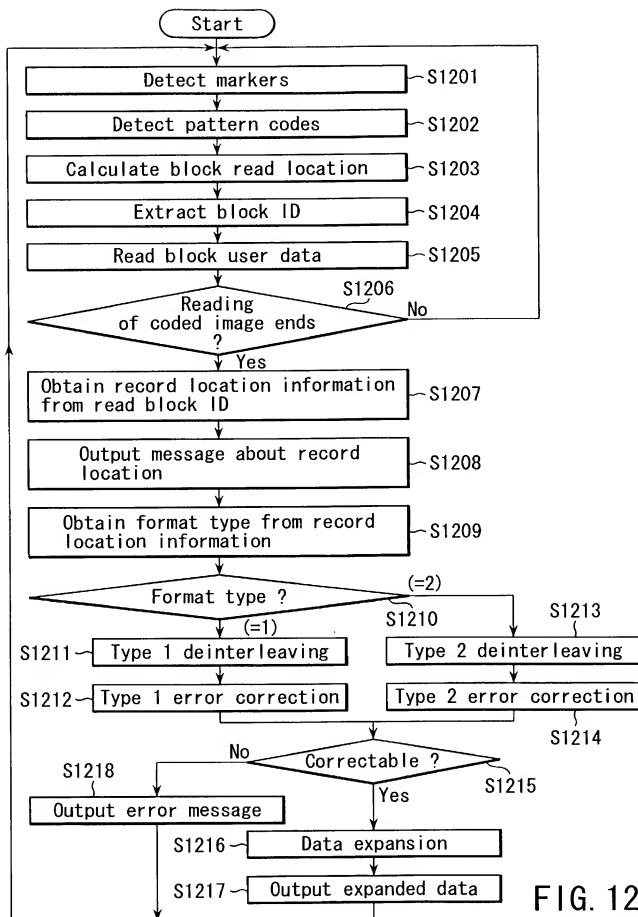 Start
Detect markers
S1201
Detect pattern codes
S1202
Calculate block read location
S1203
Extract block ID
S1204
Read block user data
S1205
Reading
of coded image ends
?
S1206
No
Yes
Obtain record location information
from read block ID
S1207
Output message about record
location
S1208
Obtain format type from record
location information
S1209
Format type ?
(=2)
S1210
(=1)
S1213
S1211
Type 1 deinterleaving
Type 2 deinterleaving
S1212
Type 1 error correction
Type 2 error correction
S1214
No
Correctable ?
S1215
S1218
Yes
Output error message
S1216
Data expansion
S1217
Output expanded data
FIG. 12